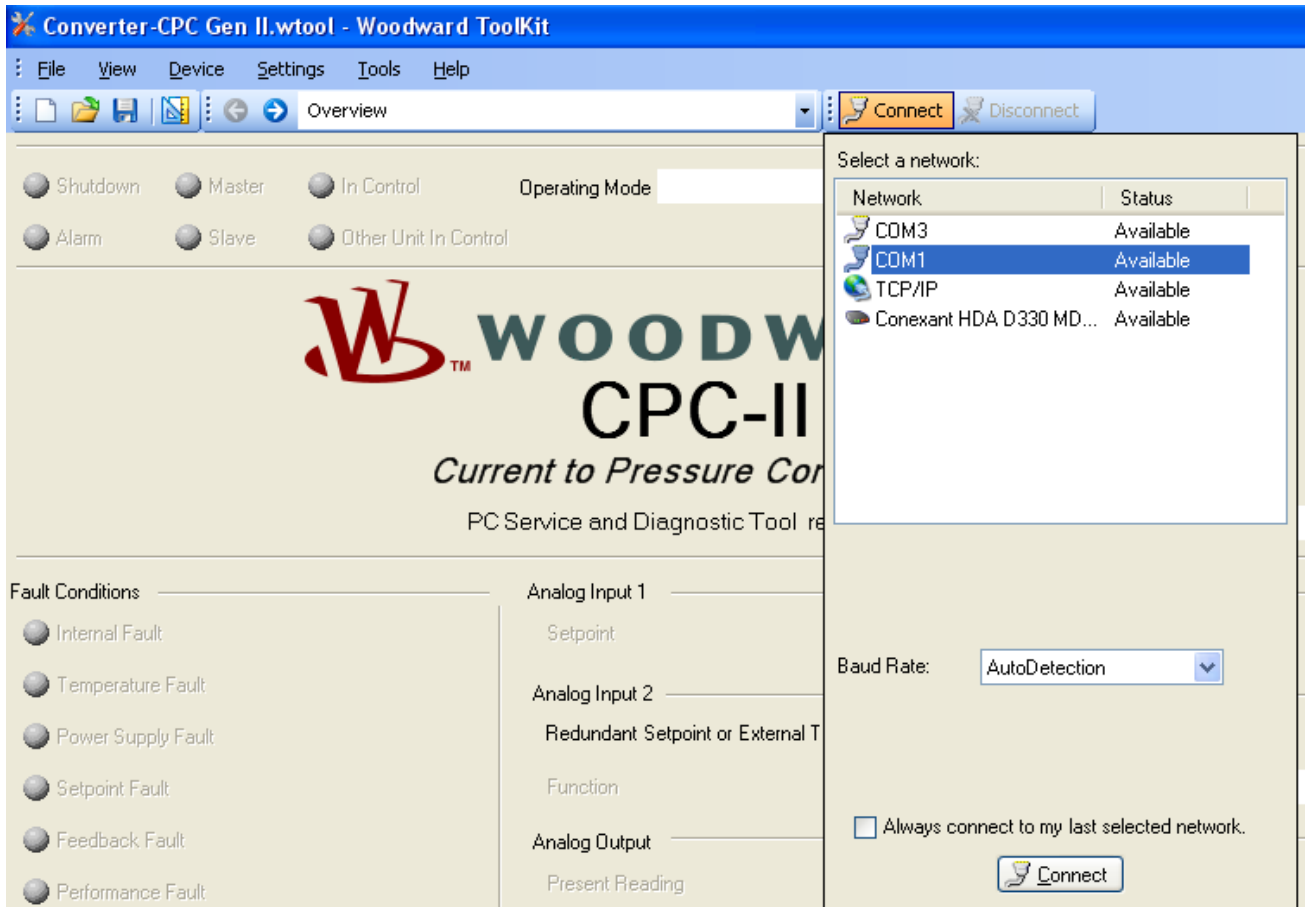 Converter-CPC Gen II.wtool - Woodward ToolKit
File View Device Settings Tools Help
Overview Connect Disconnect
Shutdown Master In Control Operating Mode
Alarm Slave Other Unit In Control
WOODW
TM
CPC-II
Current to Pressure Cor
PC Service and Diagnostic Tool re
Fault Conditions
Internal Fault
Temperature Fault
Power Supply Fault
Setpoint Fault
Feedback Fault
Performance Fault
Analog Input 1
Setpoint
Analog Input 2
Redundant Setpoint or External T
Function
Analog Output
Present Reading
Select a network:
Network Status
COM3 Available
COM1 Available
TCP/IP Available
Conexant HDA D330 MD... Available
Baud Rate: AutoDetection
Always connect to my last selected network.
Connect